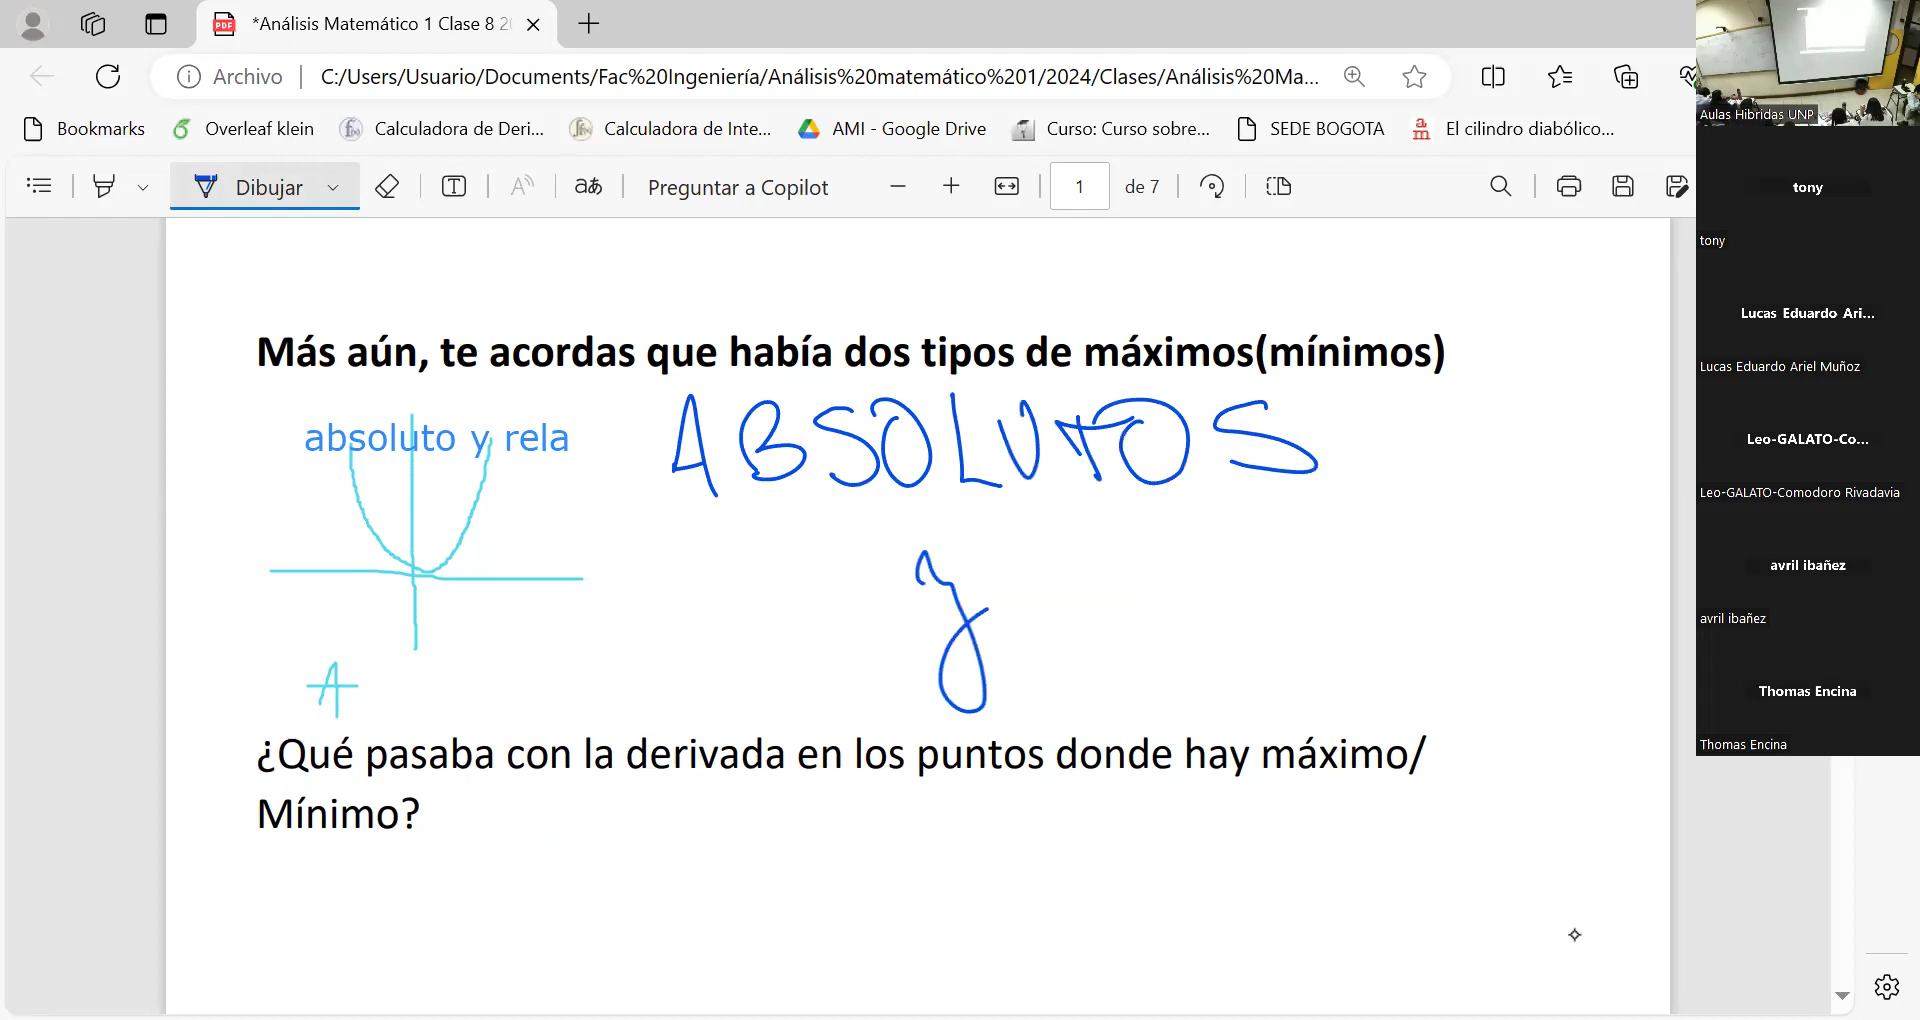 *Análisis Matemático 1 Clase 8 2
Archivo
C:/Users/Usuario/Documents/Fac%20Ingeniería/Análisis%20matemático%201/2024/Clases/Análisis%20Ma...
Bookmarks
Overleaf klein
Calculadora de Deri...
Calculadora de Inte...
AMI - Google Drive
Curso: Curso sobre...
SEDE BOGOTA
El cilindro diabólico...
Dibujar
Preguntar a Copilot
1
de 7
Más aún, te acordas que había dos tipos de máximos(mínimos)
absoluto y rela
ABSOLUTOS
y
A
¿Qué pasaba con la derivada en los puntos donde hay máximo/
Mínimo?
Aulas Hibridas UNP
tony
tony
Lucas Eduardo Ari...
Lucas Eduardo Ariel Muñoz
Leo-GALATO-Co...
Leo-GALATO-Comodoro Rivadavia
avril ibañez
avril ibañez
Thomas Encina
Thomas Encina